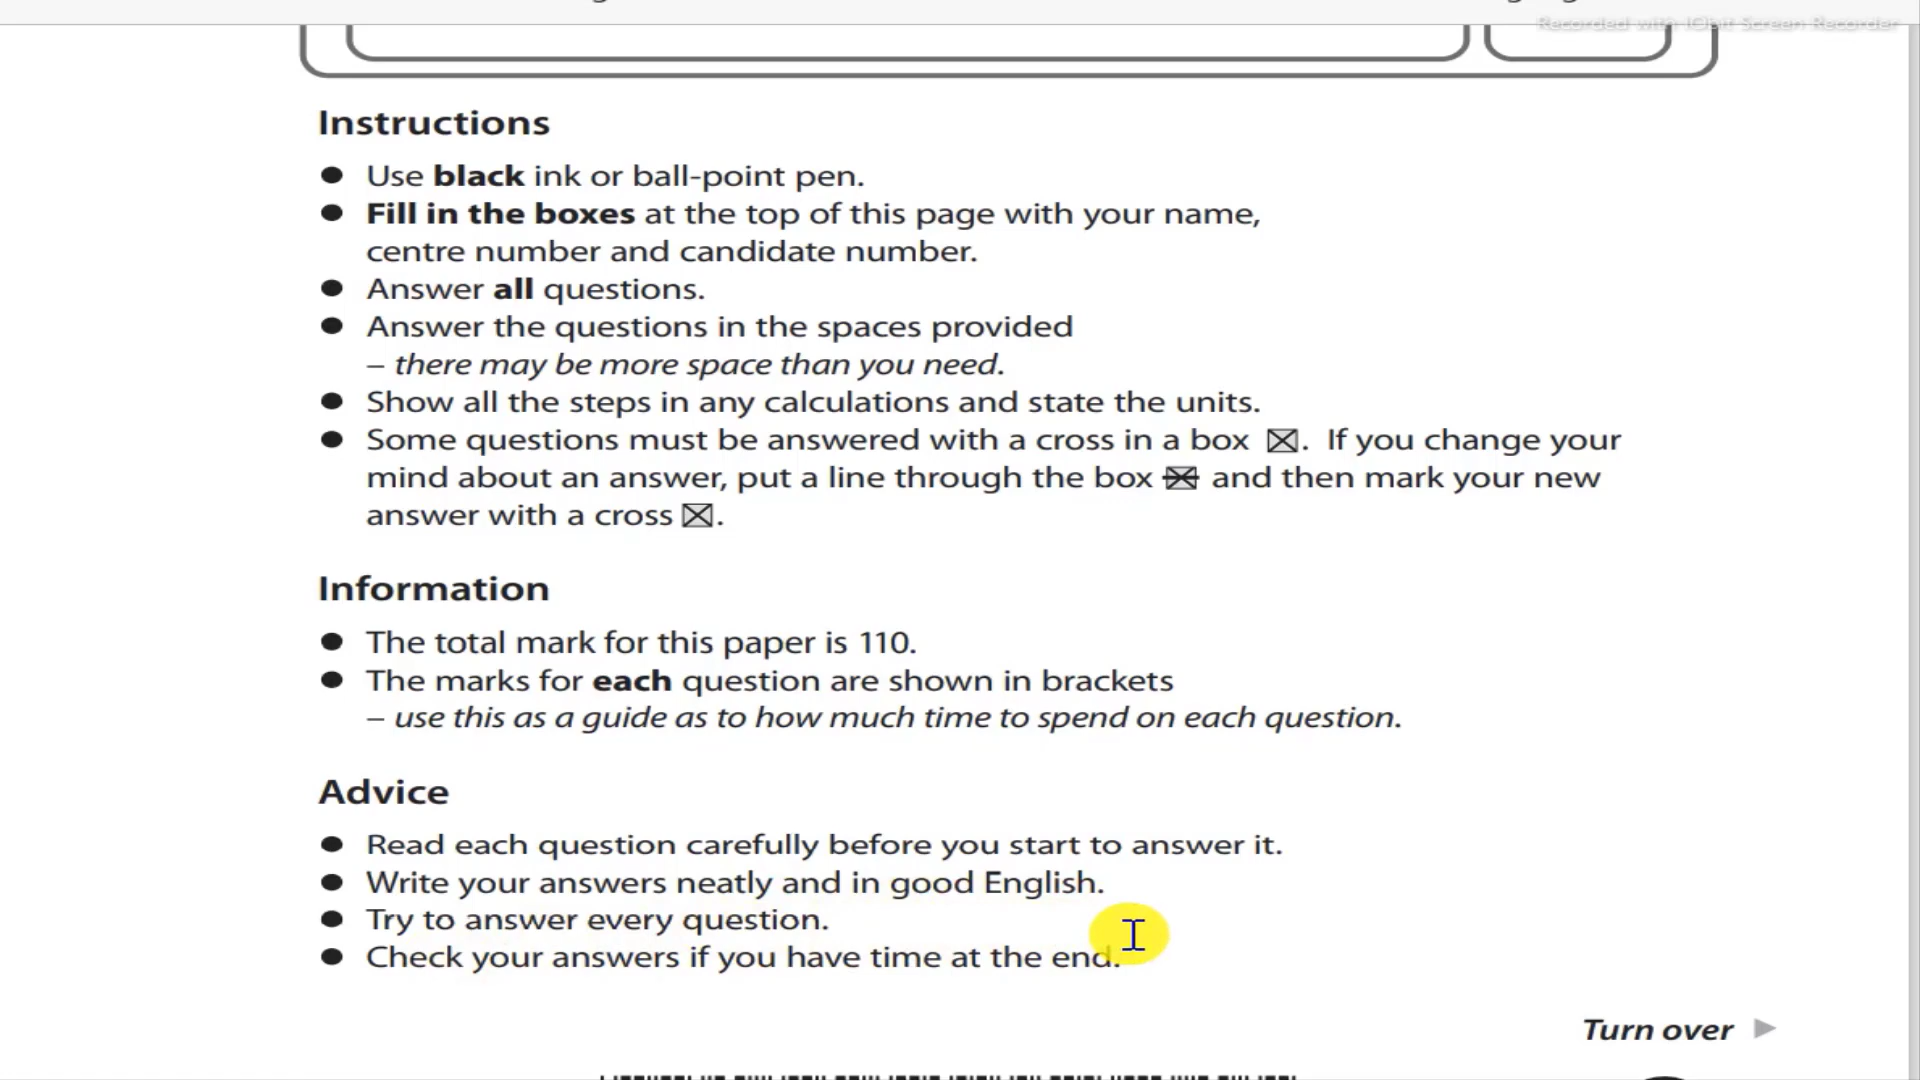 Recorded with IObit Screen Recorder
Instructions
● Use black ink or ball-point pen.
● Fill in the boxes at the top of this page with your name,
centre number and candidate number.
● Answer all questions.
● Answer the questions in the spaces provided
– there may be more space than you need.
● Show all the steps in any calculations and state the units.
● Some questions must be answered with a cross in a box ☒. If you change your
mind about an answer, put a line through the box and then mark your new
answer with a cross ☒.
Information
● The total mark for this paper is 110.
● The marks for each question are shown in brackets
– use this as a guide as to how much time to spend on each question.
Advice
● Read each question carefully before you start to answer it.
● Write your answers neatly and in good English.
● Try to answer every question.
● Check your answers if you have time at the end.
Turn over